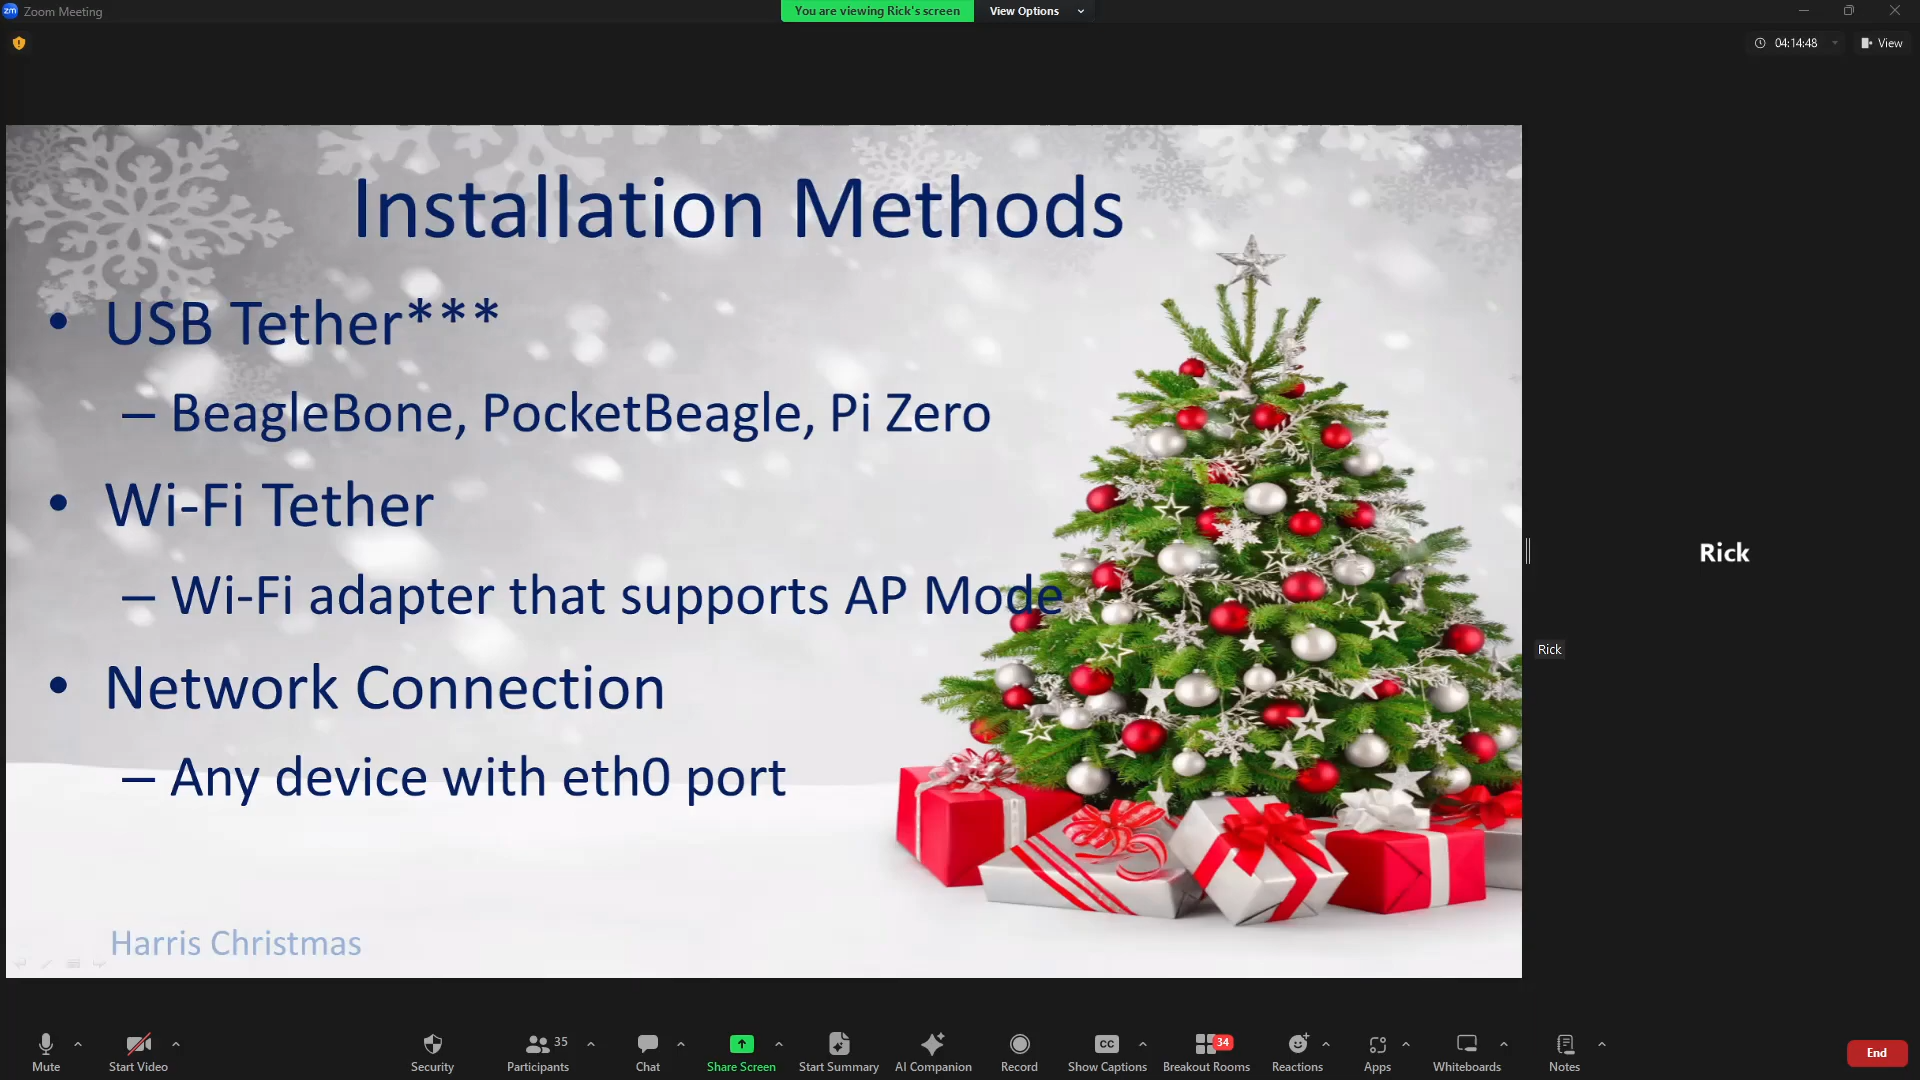 zm Zoom Meeting
You are viewing Rick's screen
View Options
04:14:48
View
Installation Methods
• USB Tether***
– BeagleBone, PocketBeagle, Pi Zero
• Wi-Fi Tether
– Wi-Fi adapter that supports AP Mode
• Network Connection
– Any device with eth0 port
Harris Christmas
Rick
Rick
Mute
Start Video
Security
Participants 35
Chat
Share Screen
Start Summary
AI Companion
Record
CC Show Captions
Breakout Rooms 34
Reactions
Apps
Whiteboards
Notes
End